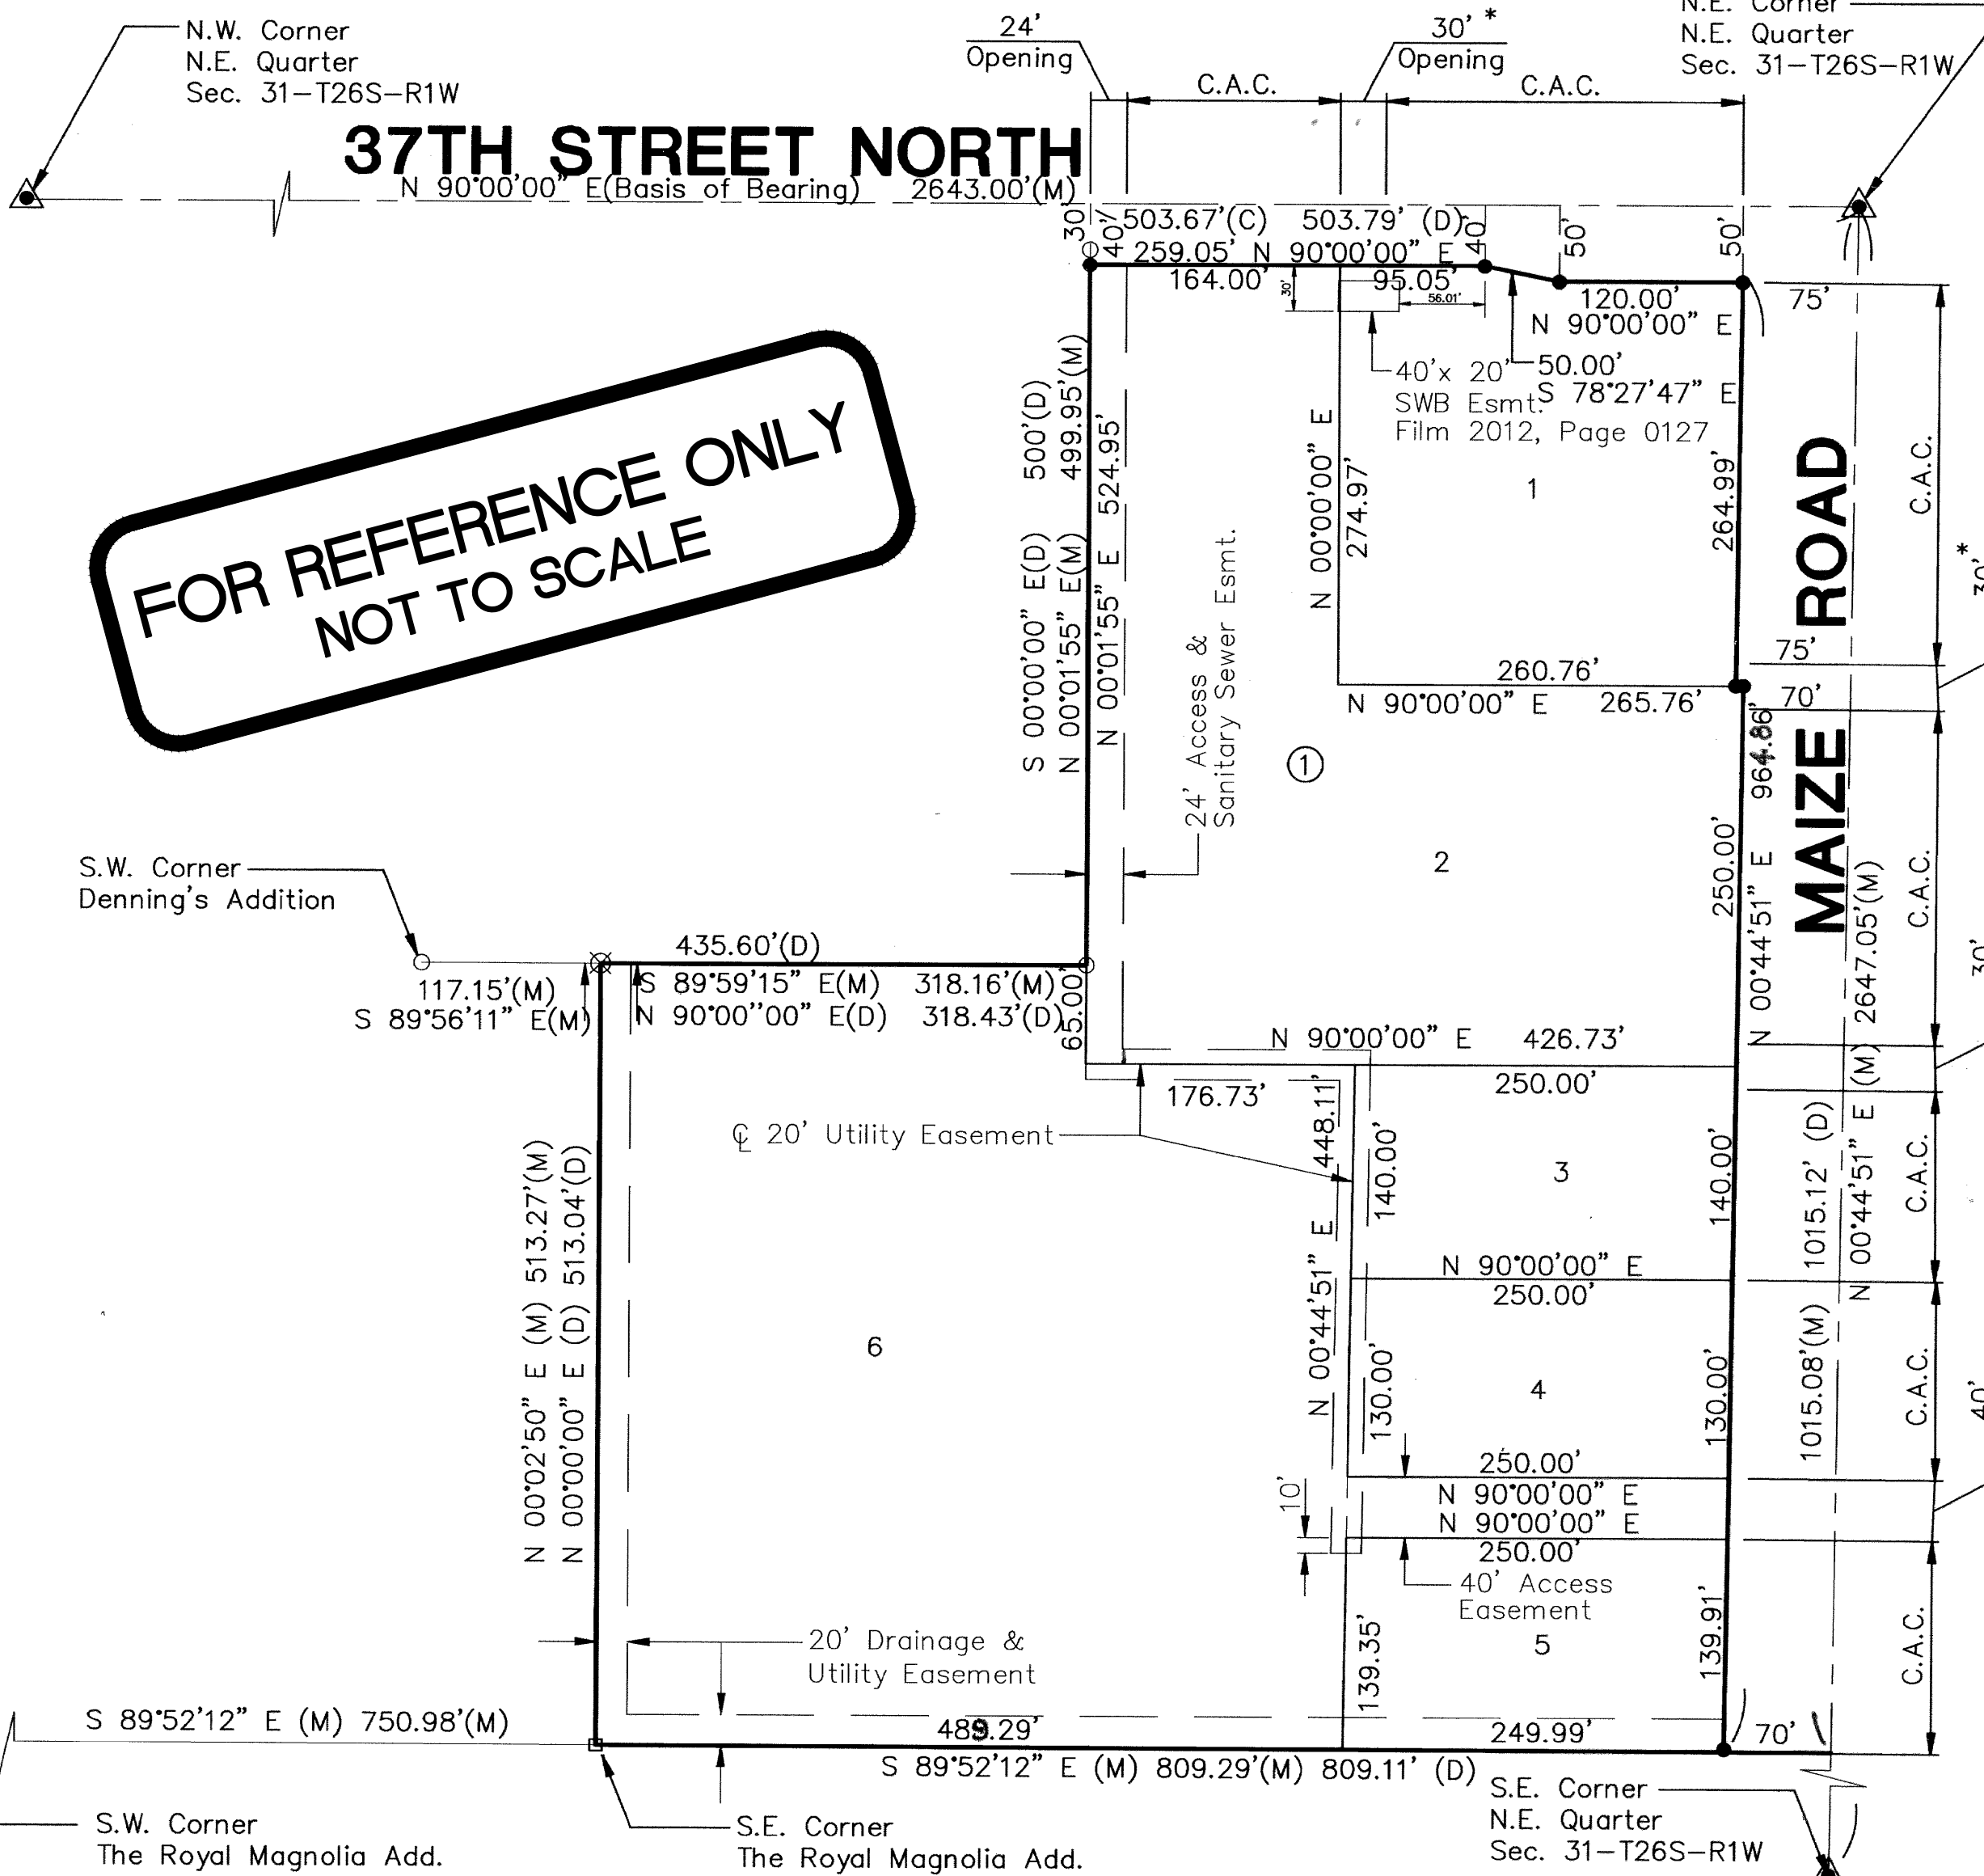 N.W. Corner
N.E. Quarter
Sec. 31-T26S-R1W
24'
Opening
30' *
Opening
N.E. Corner
N.E. Quarter
Sec. 31-T26S-R1W
C.A.C.
C.A.C.
37TH STREET NORTH
N 90°00'00" E(Basis of Bearing) 2643.00'(M)
30'
40'
503.67'(C) 503.79' (D)
40'
50'
50'
259.05' N 90°00'00" E
164.00'
95.05'
30'
56.01'
120.00'
N 90°00'00" E
75'
40'x 20'
SWB Esmt.
Film 2012, Page 0127
50.00'
S 78°27'47" E
FOR REFERENCE ONLY
NOT TO SCALE
S 00°00'00" E(D) 500'(D)
N 00°01'55" E(M) 499.95'(M)
N 00°01'55" E 524.95'
N 00°00'00" E
274.97'
1
264.99'
C.A.C.
MAIZE ROAD
30'*
24' Access &
Sanitary Sewer Esmt.
260.76'
N 90°00'00" E 265.76'
75'
70'
1
2
250.00'
N 00°44'51" E 964.86'
C.A.C.
30'
S.W. Corner
Denning's Addition
435.60'(D)
117.15'(M)
S 89°56'11" E(M)
S 89°59'15" E(M) 318.16'(M)
N 90°00''00" E(D) 318.43'(D)
65.00'
N 90°00'00" E 426.73'
250.00'
176.73'
℄ 20' Utility Easement
N 00°44'51" E 448.11'
140.00'
3
140.00'
1015.08'(M) 1015.12' (D)
N 00°44'51" E (M) 2647.05'(M)
C.A.C.
N 90°00'00" E
250.00'
N 00°02'50" E (M) 513.27'(M)
N 00°00'00" E (D) 513.04'(D)
6
130.00'
4
130.00'
C.A.C.
40'
250.00'
N 90°00'00" E
N 90°00'00" E
250.00'
10'
40' Access
Easement
139.35'
5
139.91'
C.A.C.
20' Drainage &
Utility Easement
S 89°52'12" E (M) 750.98'(M)
489.29'
249.99'
70'
S 89°52'12" E (M) 809.29'(M) 809.11' (D)
S.W. Corner
The Royal Magnolia Add.
S.E. Corner
The Royal Magnolia Add.
S.E. Corner
N.E. Quarter
Sec. 31-T26S-R1W